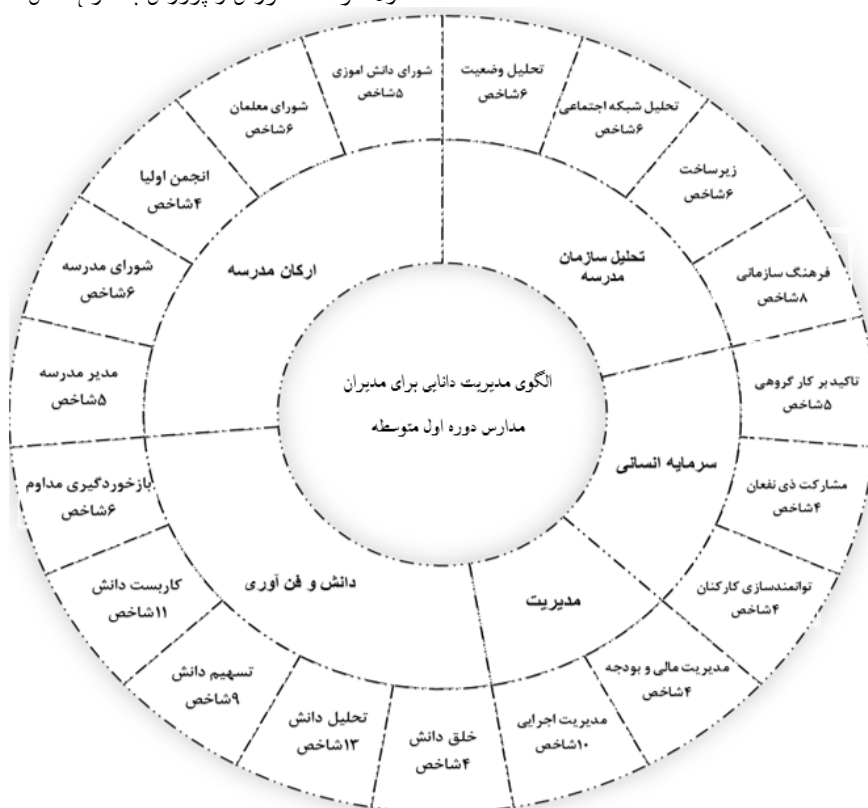 الگوی مدیریت دانایی برای مدیران
مدارس دوره اول متوسطه
تحلیل سازمان
مدرسه
تحلیل وضعیت
۶شاخص
تحلیل شبکه اجتماعی
۶شاخص
زیرساخت
۶شاخص
فرهنگ سازمانی
۸شاخص
سرمایه انسانی
تاکیدبر کار گروهی
۵شاخص
مشارکت ذی نفعان
۴شاخص
توانمندسازی کارکنان
۴شاخص
مدیریت
مدیریت مالی و بودجه
۴شاخص
مدیریت اجرایی
۱۰شاخص
دانش و فن آوری
خلق دانش
۴شاخص
تحلیل دانش
۱۳شاخص
تسهیم دانش
۹شاخص
کاربست دانش
۱۱شاخص
بازخوردگیری مداوم
۶شاخص
ارکان مدرسه
مدیر مدرسه
۵شاخص
شورای مدرسه
۶شاخص
انجمن اولیا
۴شاخص
شورای معلمان
۶شاخص
شورای دانش اموزی
۵شاخص